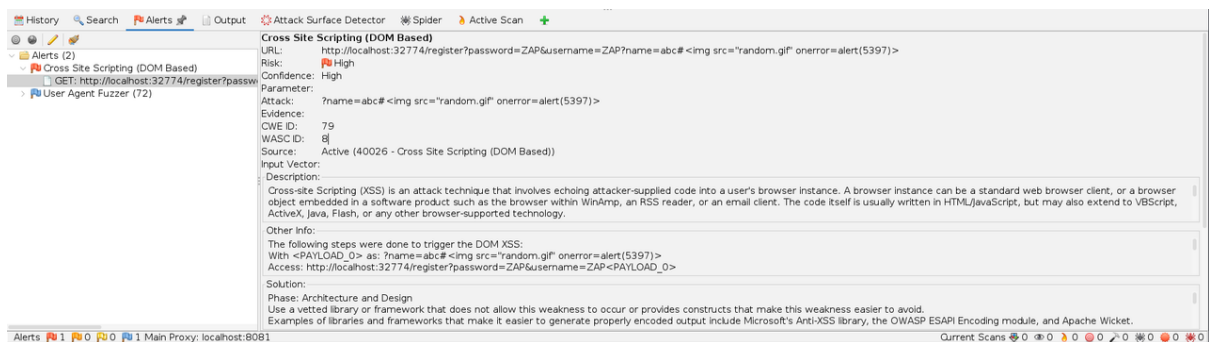 History Search Alerts Output Attack Surface Detector Spider Active Scan
Alerts (2)
Cross Site Scripting (DOM Based)
GET: http://localhost:32774/register?passw
User Agent Fuzzer (72)
Cross Site Scripting (DOM Based)
URL: http://localhost:32774/register?password=ZAP&username=ZAP?name=abc#<img src="random.gif" onerror=alert(5397)>
Risk: High
Confidence: High
Parameter:
Attack: ?name=abc#<img src="random.gif" onerror=alert(5397)>
Evidence:
CWE ID: 79
WASC ID: 8
Source: Active (40026 - Cross Site Scripting (DOM Based))
Input Vector:
Description:
Cross-site Scripting (XSS) is an attack technique that involves echoing attacker-supplied code into a user's browser instance. A browser instance can be a standard web browser client, or a browser
object embedded in a software product such as the browser within WinAmp, an RSS reader, or an email client. The code itself is usually written in HTML/JavaScript, but may also extend to VBScript,
ActiveX, Java, Flash, or any other browser-supported technology.
Other Info:
The following steps were done to trigger the DOM XSS:
With <PAYLOAD_0> as: ?name=abc#<img src="random.gif" onerror=alert(5397)>
Access: http://localhost:32774/register?password=ZAP&username=ZAP<PAYLOAD_0>
Solution:
Phase: Architecture and Design
Use a vetted library or framework that does not allow this weakness to occur or provides constructs that make this weakness easier to avoid.
Examples of libraries and frameworks that make it easier to generate properly encoded output include Microsoft's Anti-XSS library, the OWASP ESAPI Encoding module, and Apache Wicket.
Alerts 1 0 0 1 Main Proxy: localhost:8081 Current Scans 0 0 0 0 0 0 0 0